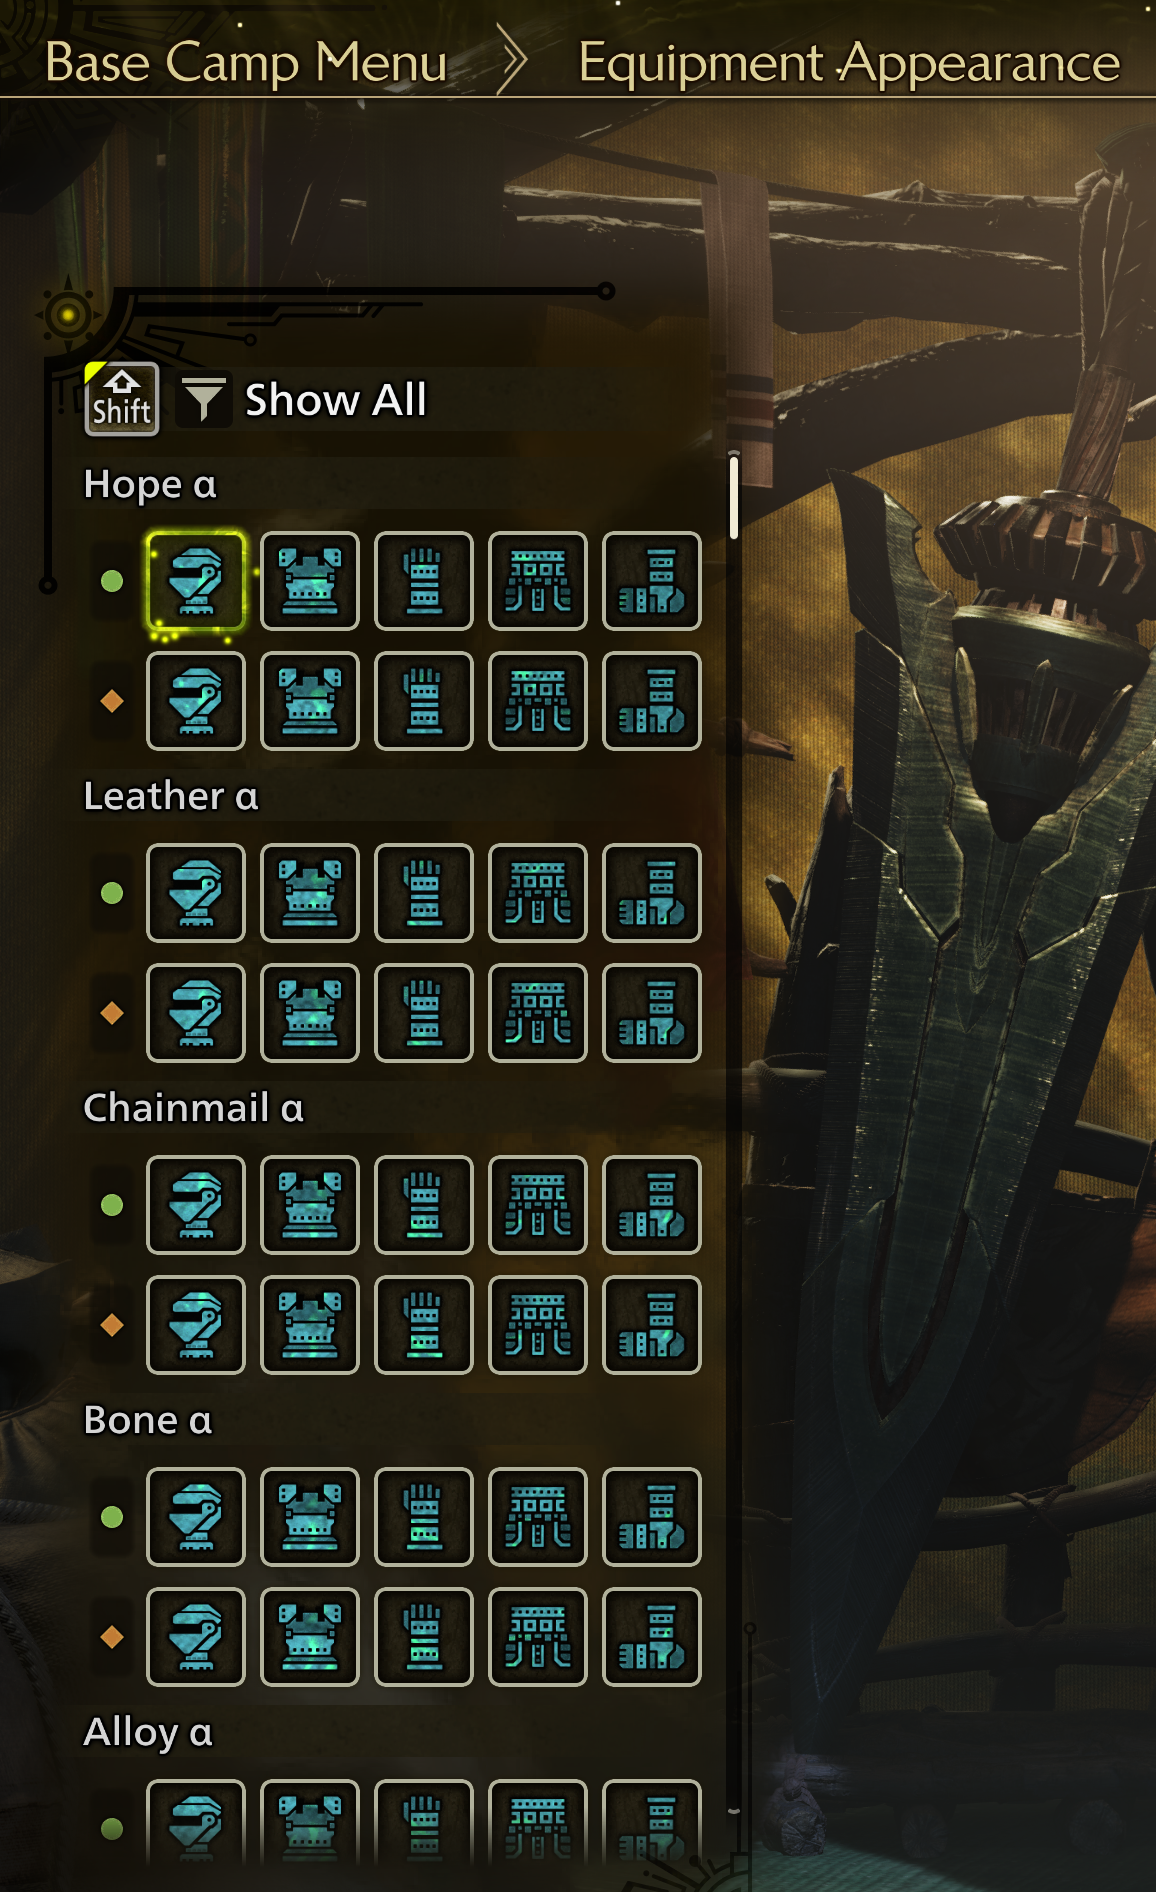 Base Camp Menu
Equipment Appearance
Shift
Show All
Hope α
Leather α
Chainmail α
Bone α
Alloy α